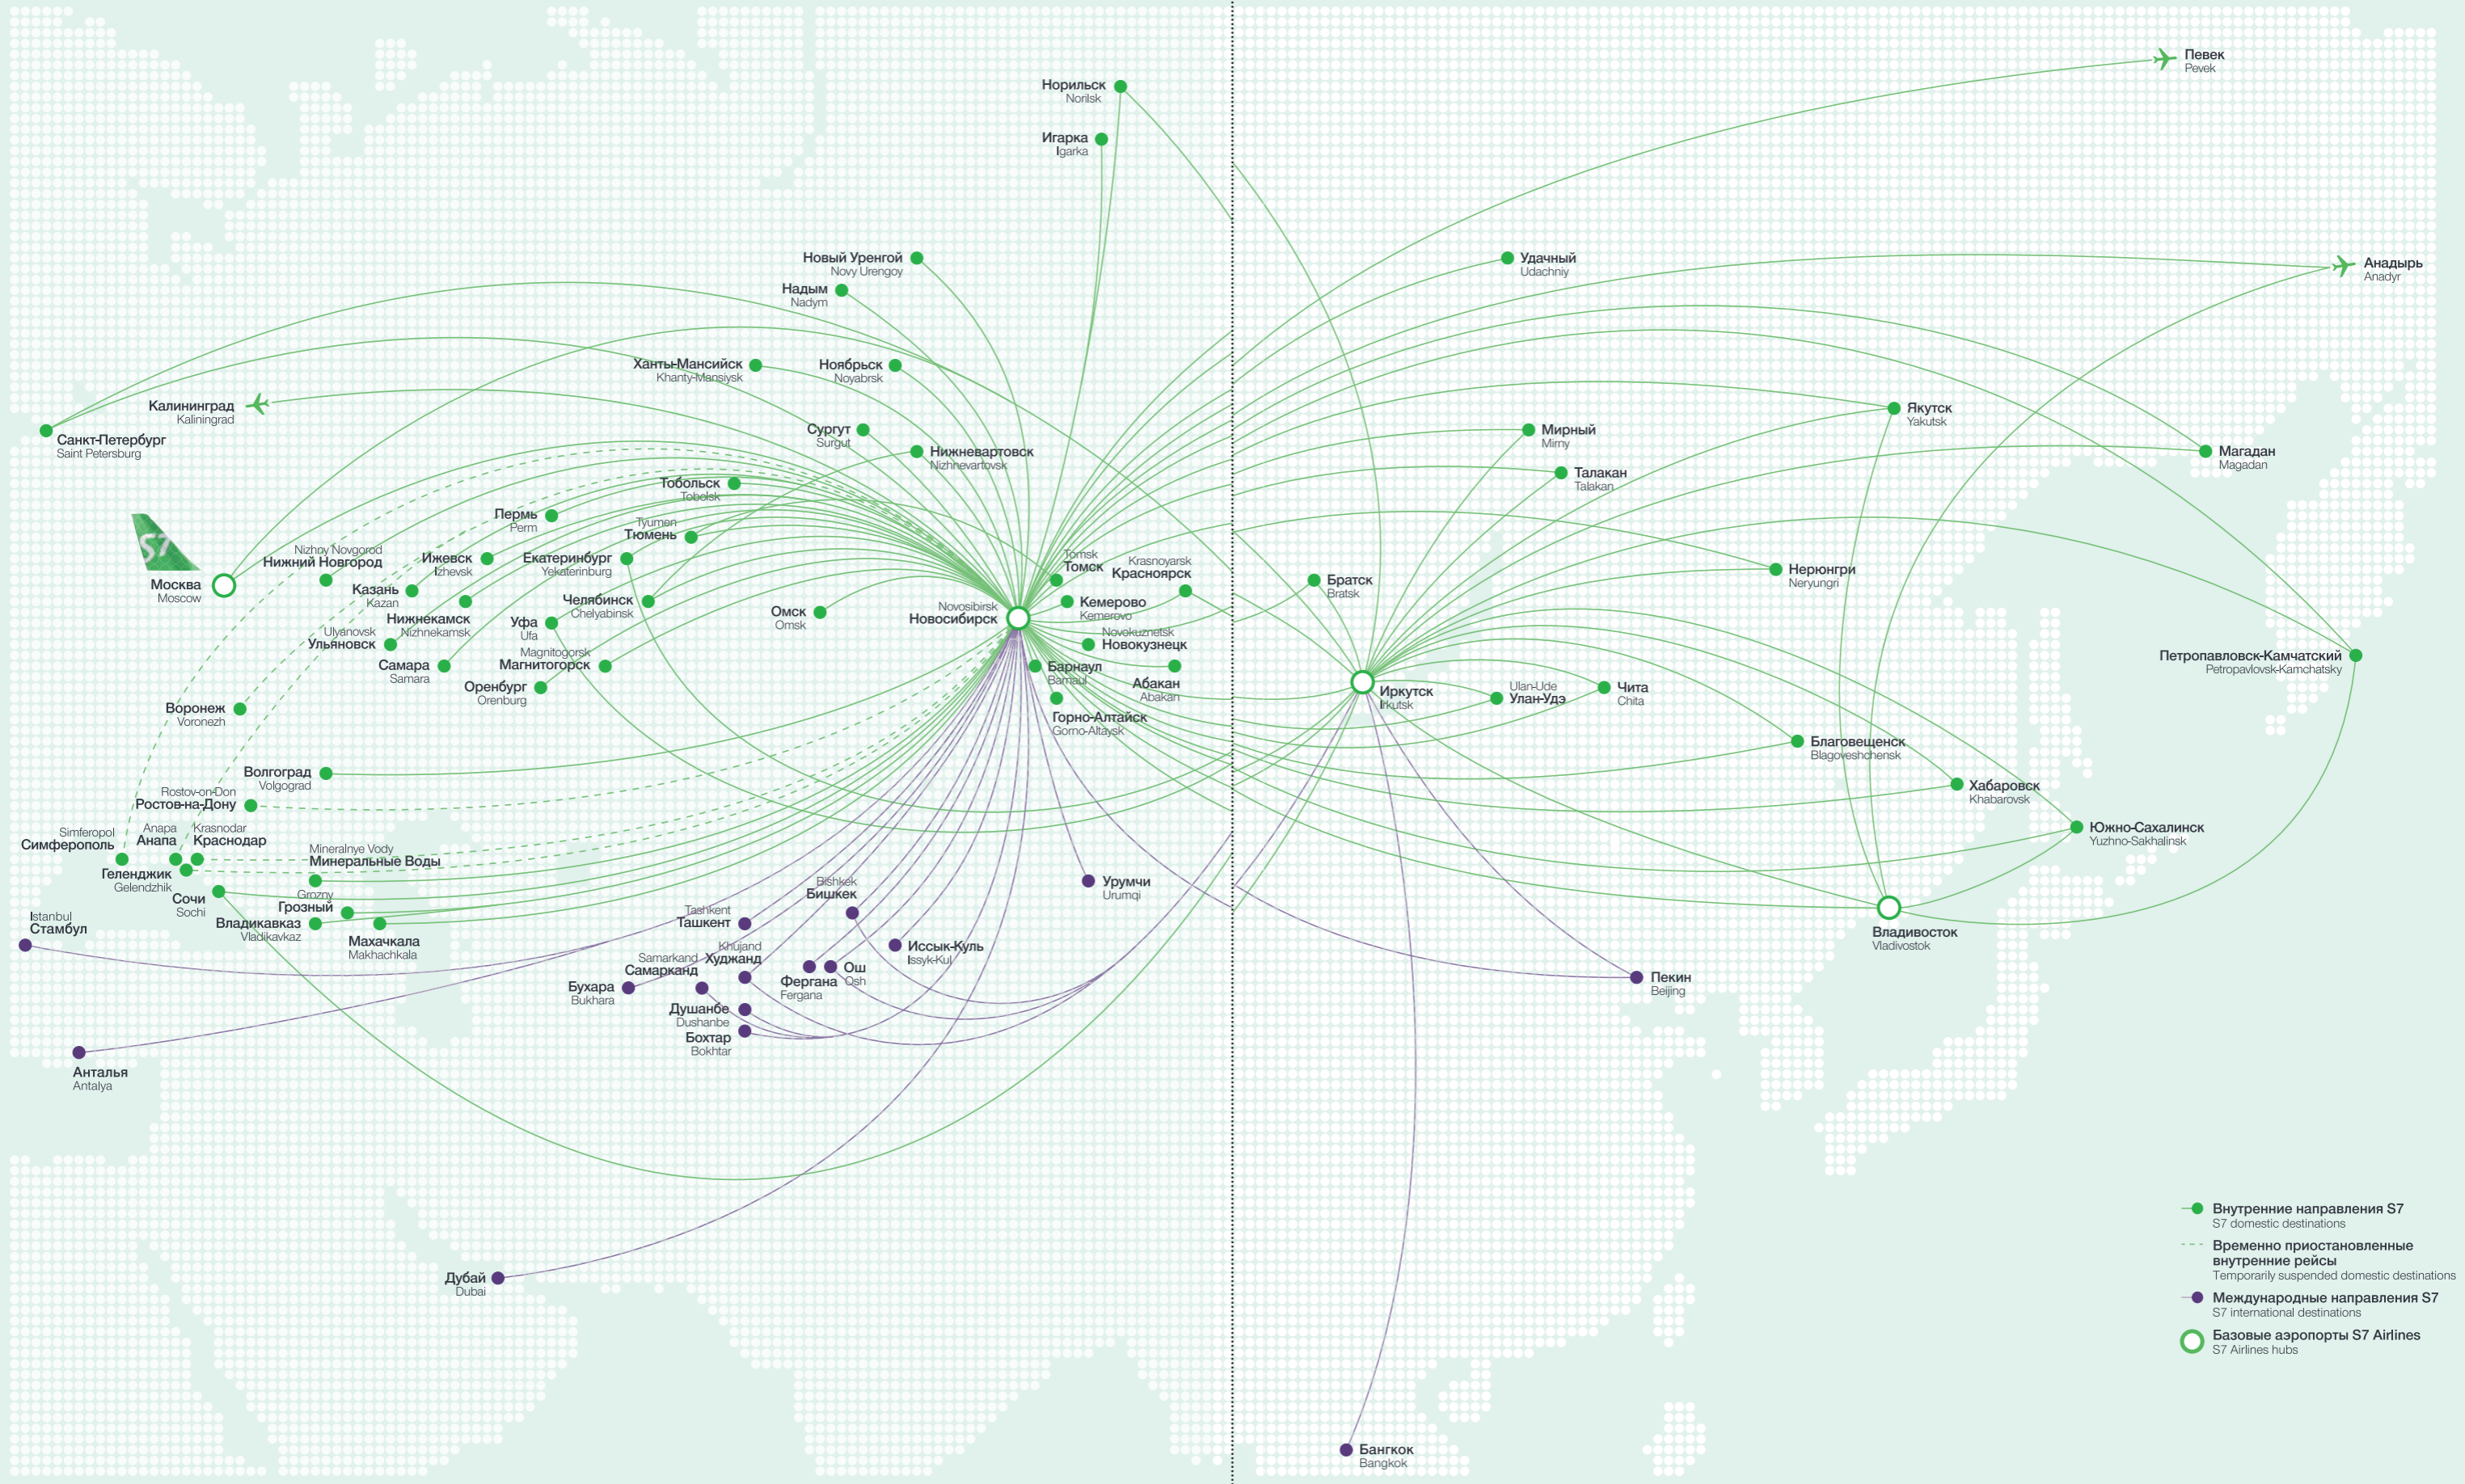 Певек
Pevek
Норильск
Norilsk
Игарка
Igarka
Новый Уренгой
Novy Urengoy
Надым
Nadym
Удачный
Udachniy
Анадырь
Anadyr
Ханты-Мансийск
Khanty-Mansiysk
Ноябрьск
Noyabrsk
Калининград
Kaliningrad
Санкт-Петербург
Saint Petersburg
Сургут
Surgut
Нижневартовск
Nizhnevartovsk
Мирный
Mirny
Якутск
Yakutsk
Магадан
Magadan
Талакан
Talakan
Тобольск
Tobolsk
Пермь
Perm
Tyumen
Тюмень
S7
Москва
Moscow
Nizhny Novgorod
Нижний Новгород
Ижевск
Izhevsk
Екатеринбург
Yekaterinburg
Казань
Kazan
Нижнекамск
Nizhnekamsk
Челябинск
Chelyabinsk
Омск
Omsk
Novosibirsk
Новосибирск
Tomsk
Томск
Krasnoyarsk
Красноярск
Кемерово
Kemerovo
Братск
Bratsk
Нерюнгри
Neryungri
Ulyanovsk
Ульяновск
Уфа
Ufa
Самара
Samara
Magnitogorsk
Магнитогорск
Оренбург
Orenburg
Novokuznetsk
Новокузнецк
Барнаул
Barnaul
Абакан
Abakan
Горно-Алтайск
Gorno-Altaysk
Иркутск
Irkutsk
Ulan-Ude
Улан-Удэ
Чита
Chita
Петропавловск-Камчатский
Petropavlovsk-Kamchatsky
Воронеж
Voronezh
Благовещенск
Blagoveshchensk
Волгоград
Volgograd
Rostov-on-Don
Ростов-на-Дону
Хабаровск
Khabarovsk
Simferopol
Симферополь
Anapa
Анапа
Krasnodar
Краснодар
Южно-Сахалинск
Yuzhno-Sakhalinsk
Mineralnye Vody
Минеральные Воды
Геленджик
Gelendzhik
Сочи
Sochi
Grozny
Грозный
Владикавказ
Vladikavkaz
Махачкала
Makhachkala
Istanbul
Стамбул
Bishkek
Бишкек
Урумчи
Urumqi
Tashkent
Ташкент
Владивосток
Vladivostok
Khujand
Худжанд
Иссык-Куль
Issyk-Kul
Samarkand
Самарканд
Бухара
Bukhara
Фергана
Fergana
Ош
Osh
Пекин
Beijing
Душанбе
Dushanbe
Бохтар
Bokhtar
Анталья
Antalya
Дубай
Dubai
Бангкок
Bangkok
Внутренние направления S7
S7 domestic destinations
Временно приостановленные
внутренние рейсы
Temporarily suspended domestic destinations
Международные направления S7
S7 international destinations
Базовые аэропорты S7 Airlines
S7 Airlines hubs